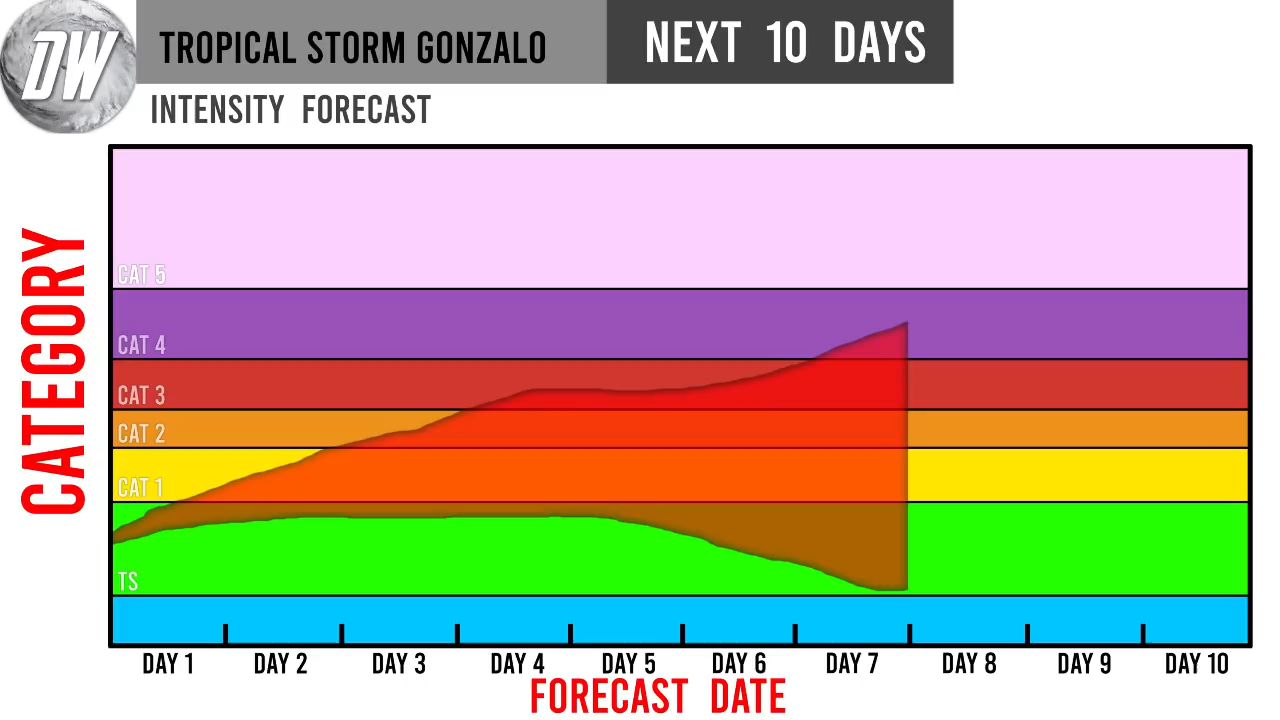 DW
TROPICAL STORM GONZALO
NEXT 10 DAYS
INTENSITY FORECAST
CATEGORY
CAT 5
CAT 4
CAT 3
CAT 2
CAT 1
TS
DAY 1 DAY 2 DAY 3 DAY 4 DAY 5 DAY 6 DAY 7 DAY 8 DAY 9 DAY 10
FORECAST DATE